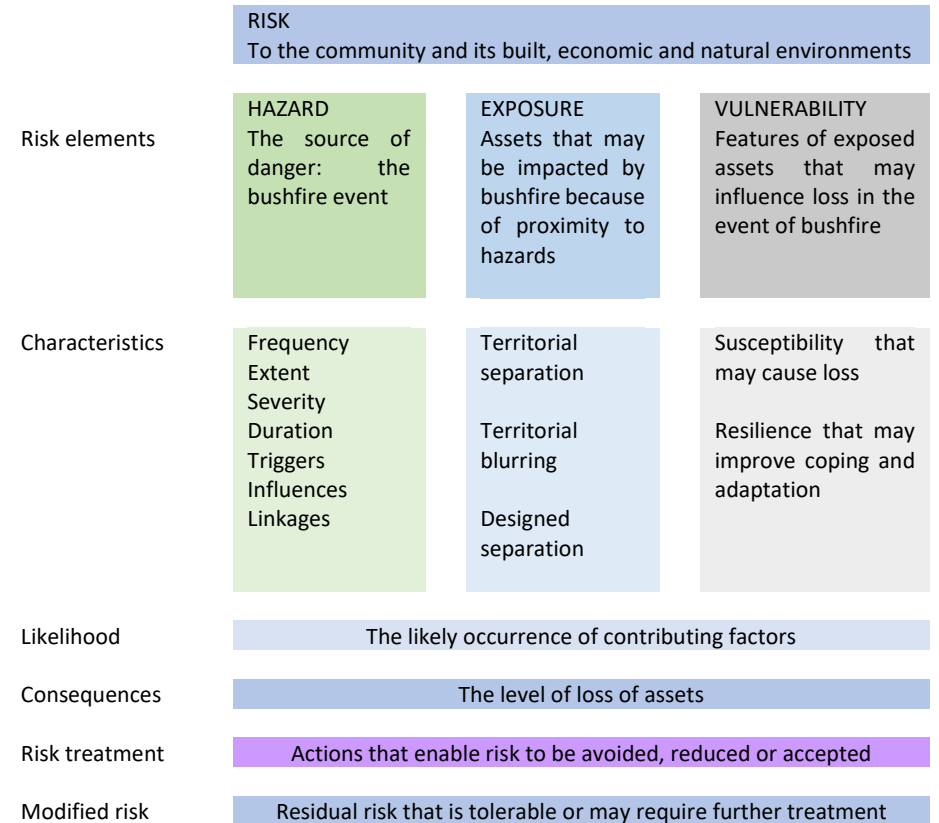 RISK
To the community and its built, economic and natural environments
Risk elements
HAZARD
The source of
danger: the
bushfire event
EXPOSURE
Assets that may
be impacted by
bushfire because
of proximity to
hazards
VULNERABILITY
Features of exposed
assets that may
influence loss in the
event of bushfire
Characteristics
Frequency
Extent
Severity
Duration
Triggers
Influences
Linkages
Territorial
separation
Territorial
blurring
Designed
separation
Susceptibility that
may cause loss
Resilience that may
improve coping and
adaptation
Likelihood
The likely occurrence of contributing factors
Consequences
The level of loss of assets
Risk treatment
Actions that enable risk to be avoided, reduced or accepted
Modified risk
Residual risk that is tolerable or may require further treatment